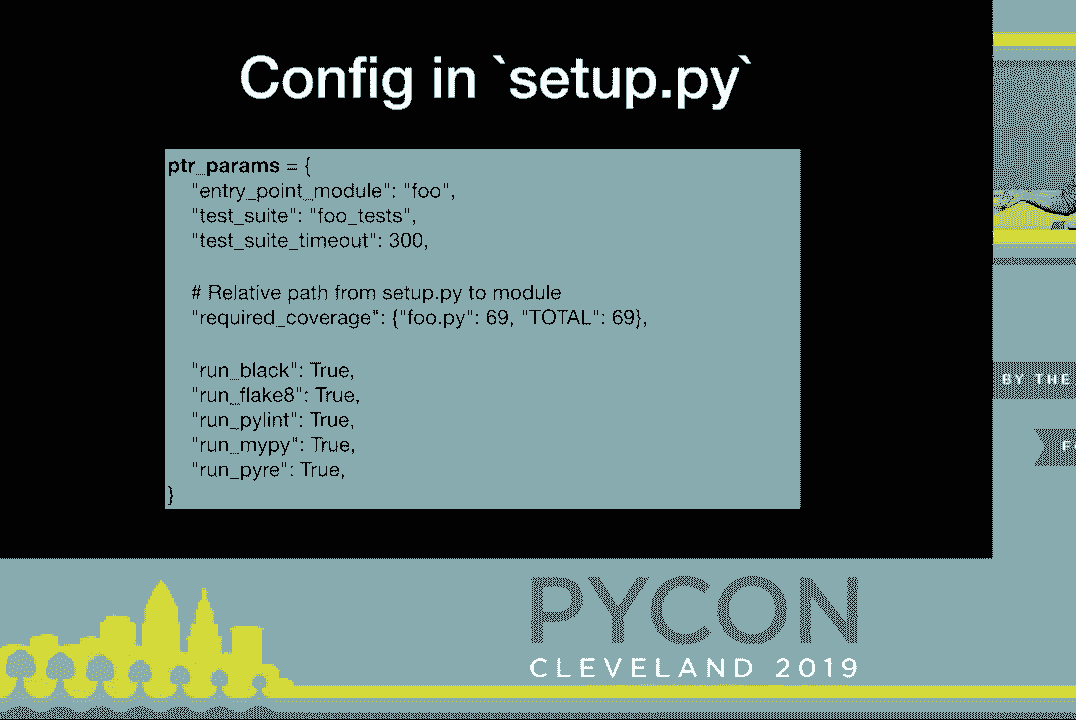 Config in `setup.py`
ptr_params = {
"entry_point_module": "foo",
"test_suite": "foo_tests",
"test_suite_timeout": 300,
# Relative path from setup.py to module
"required_coverage": {"foo.py": 69, "TOTAL": 69},
"run_black": True,
"run_flake8": True,
"run_pylint": True,
"run_mypy": True,
"run_pyre": True,
}
BY THE
PYCON
CLEVELAND 2019